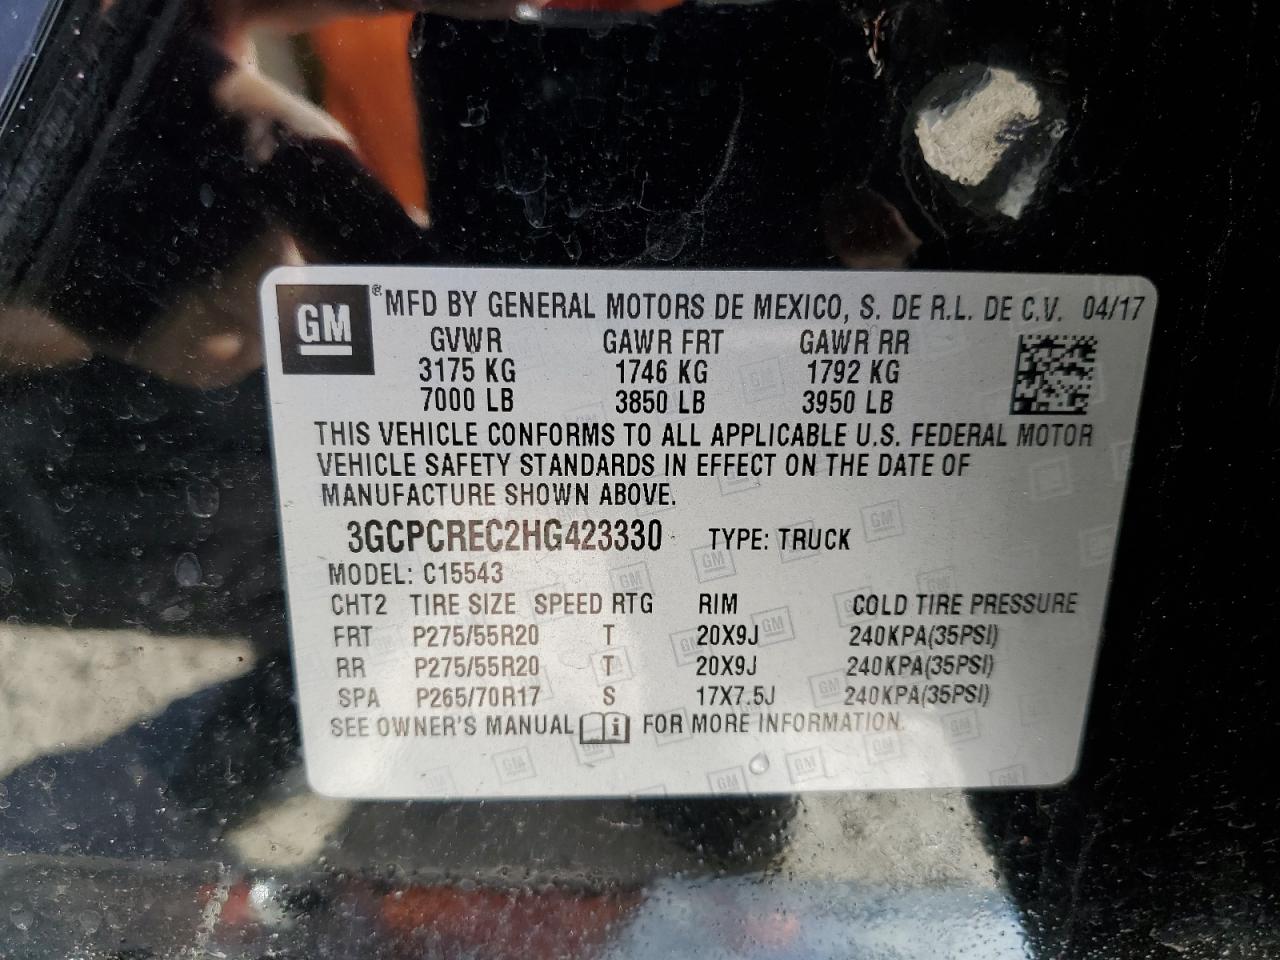 GM ® MFD BY GENERAL MOTORS DE MEXICO, S. DE R.L. DE C.V. 04/17
GVWR GAWR FRT GAWR RR
3175 KG 1746 KG 1792 KG
7000 LB 3850 LB 3950 LB
THIS VEHICLE CONFORMS TO ALL APPLICABLE U.S. FEDERAL MOTOR
VEHICLE SAFETY STANDARDS IN EFFECT ON THE DATE OF
MANUFACTURE SHOWN ABOVE.
3GCPCREC2HG423330 TYPE: TRUCK
MODEL: C15543
CHT2 TIRE SIZE SPEED RTG RIM COLD TIRE PRESSURE
FRT P275/55R20 T 20X9J 240KPA(35PSI)
RR P275/55R20 T 20X9J 240KPA(35PSI)
SPA P265/70R17 S 17X7.5J 240KPA(35PSI)
SEE OWNER'S MANUAL i FOR MORE INFORMATION.